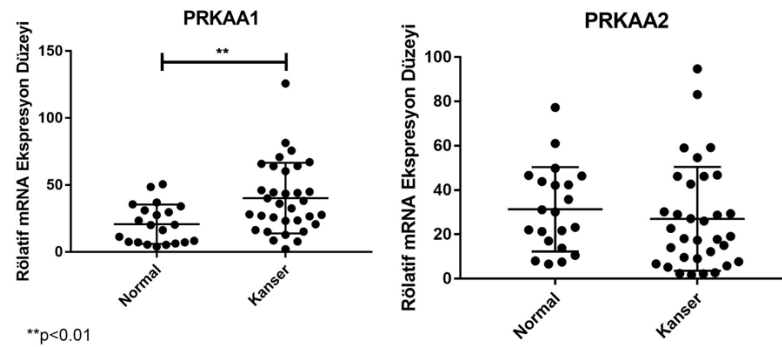 PRKAA1
Rölatif mRNA Ekspresyon Düzeyi
150
100
50
0
**
Normal
Kanser
**p<0.01
PRKAA2
Rölatif mRNA Ekspresyon Düzeyi
100
80
60
40
20
0
Normal
Kanser